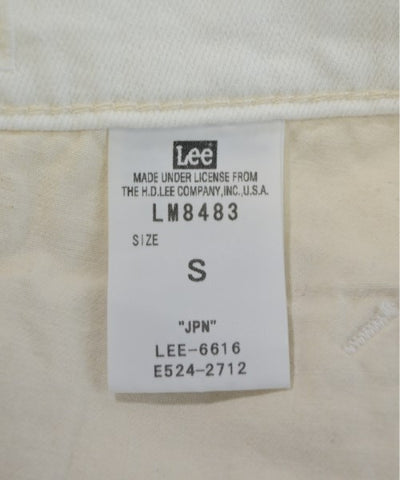 Lee
MADE UNDER LICENSE FROM
THE H.D.LEE COMPANY,INC.,U.S.A.
LM8483
SIZE
S
"JPN"
LEE-6616
E524-2712